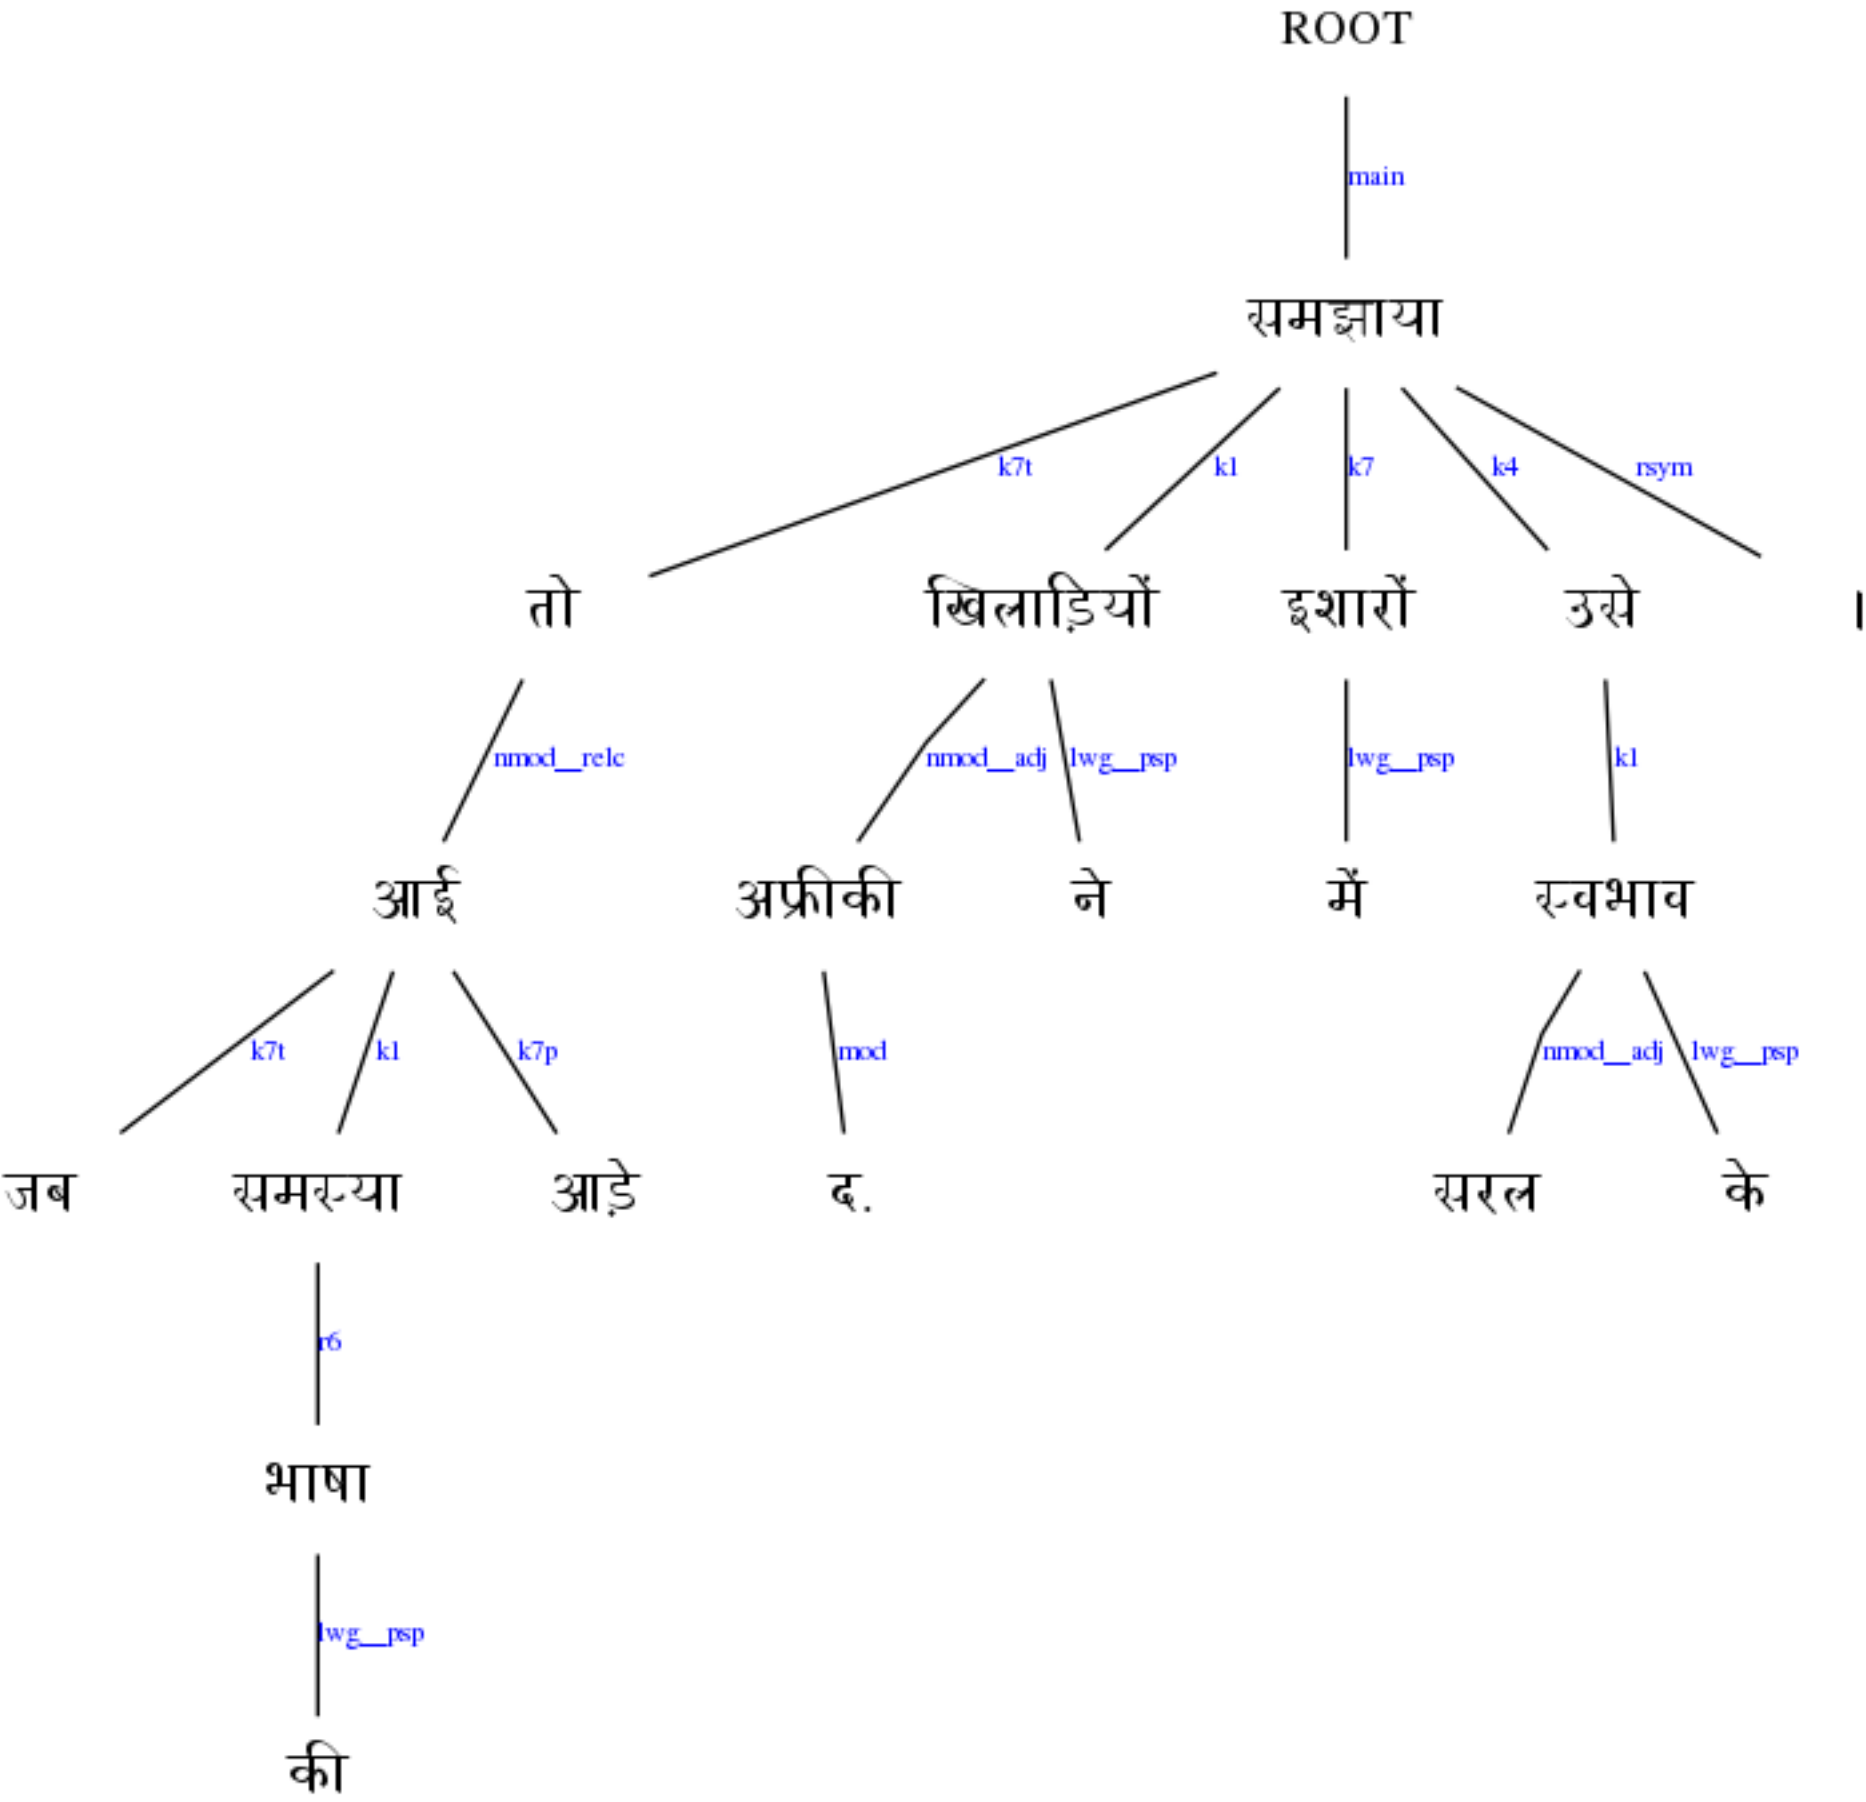 ROOT
main
समझाया
k7t k1 k7 k4 rsym
तो खिलाड़ियों इशारों उसे ।
nmod__relc nmod__adj lwg__psp lwg__psp k1
आई अफ्रीकी ने में स्वभाव
k7t k1 k7p mod nmod__adj lwg__psp
जब समस्या आड़े द. सरल के
r6
भाषा
lwg__psp
की